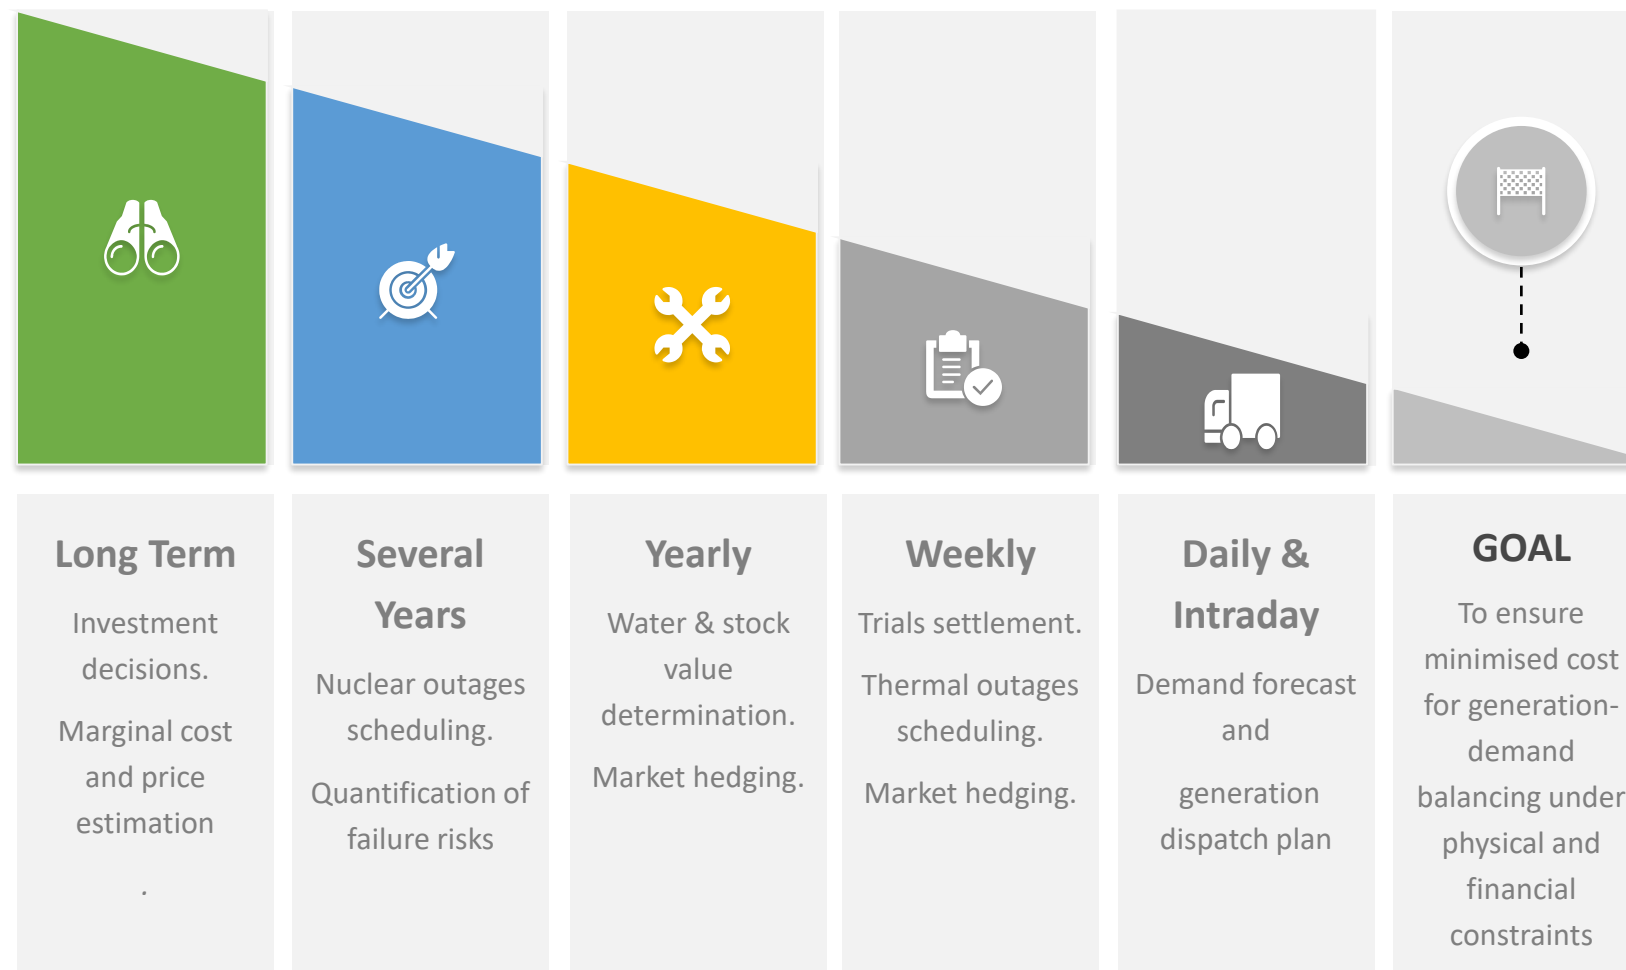 Long Term
Investment
decisions.
Marginal cost
and price
estimation
.
Several
Years
Nuclear outages
scheduling.
Quantification of
failure risks
Yearly
Water & stock
value
determination.
Market hedging.
Weekly
Trials settlement.
Thermal outages
scheduling.
Market hedging.
Daily &
Intraday
Demand forecast
and
generation
dispatch plan
GOAL
To ensure
minimised cost
for generation-
demand
balancing under
physical and
financial
constraints